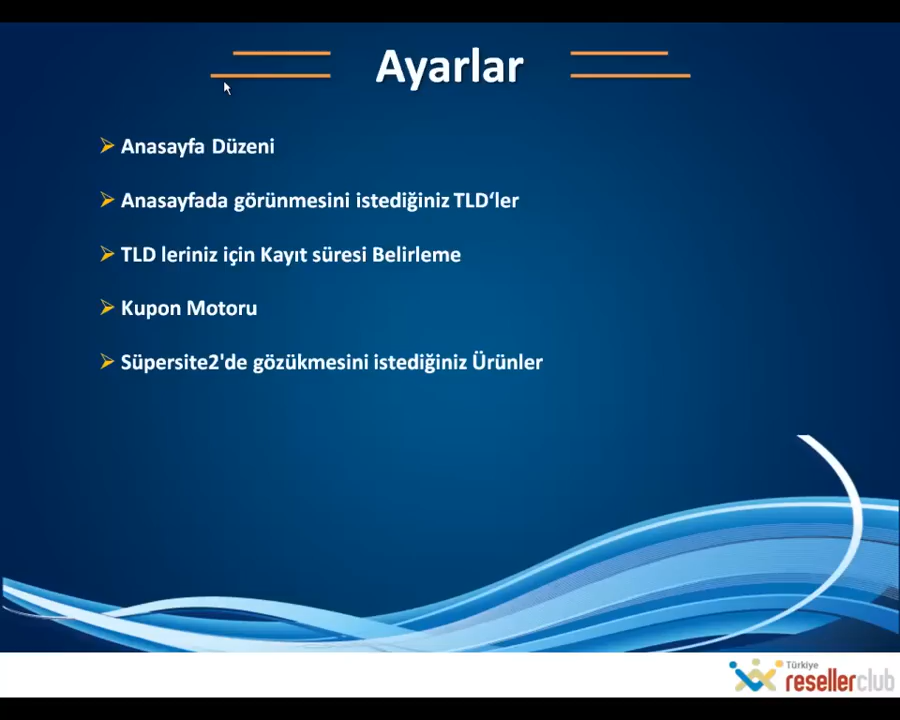 Ayarlar
Anasayfa Düzeni
Anasayfada görünmesini istediğiniz TLD‘ler
TLD leriniz için Kayıt süresi Belirleme
Kupon Motoru
Süpersite2'de gözükmesini istediğiniz Ürünler
Türkiye
resellerclub